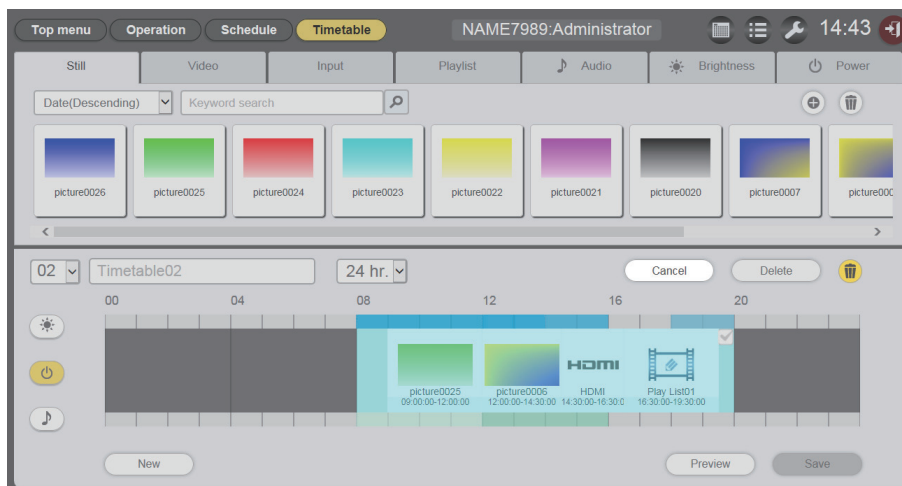 Top menu Operation Schedule Timetable NAME7989:Administrator 14:43
Still Video Input Playlist Audio Brightness Power
Date(Descending) Keyword search
picture0026 picture0025 picture0024 picture0023 picture0022 picture0021 picture0020 picture0007 picture000
02 Timetable02 24 hr. Cancel Delete
00 04 08 12 16 20
HDMI
picture0025 picture0006 HDMI Play List01
09:00:00-12:00:00 12:00:00-14:30:00 14:30:00-16:30:0 16:30:00-19:30:00
New Preview Save